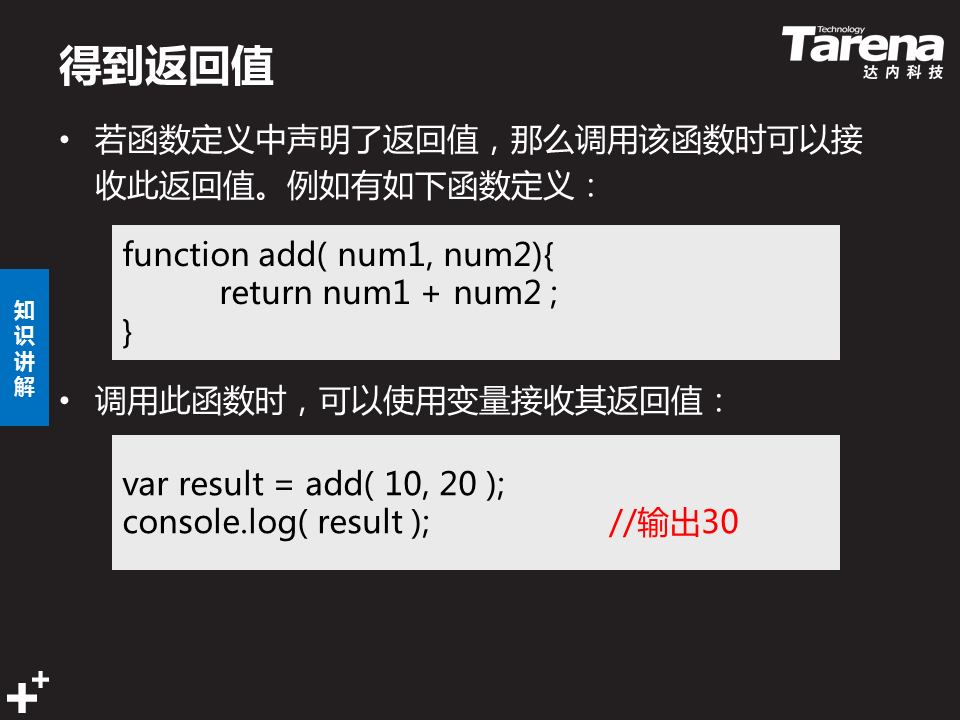 得到返回值
Technology
Tarena
达内科技
• 若函数定义中声明了返回值，那么调用该函数时可以接
收此返回值。例如有如下函数定义：
function add( num1, num2){
return num1 + num2 ;
}
知
识
讲
解
• 调用此函数时，可以使用变量接收其返回值：
var result = add( 10, 20 );
console.log( result ); //输出30